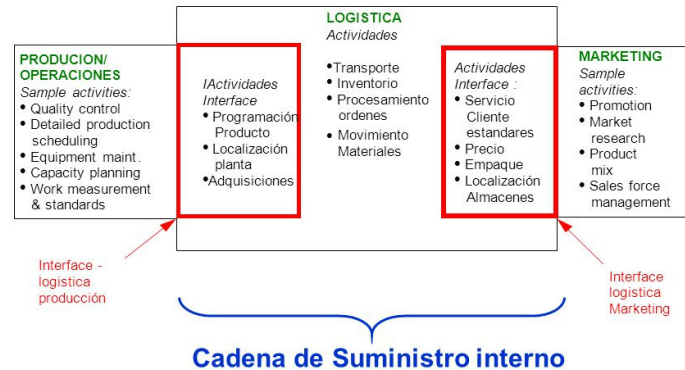 LOGISTICA
Actividades
PRODUCION/
OPERACIONES
Sample activities:
• Quality control
• Detailed production
scheduling
• Equipment maint.
• Capacity planning
• Work measurement
& standards
IActividades
Interface
• Programación
Producto
• Localización
planta
•Adquisiciones
•Transporte
• Inventorio
• Procesamiento
ordenes
• Movimiento
Materiales
Actividades
Interface :
• Servicio
Cliente
estandares
• Precio
• Empaque
• Localización
Almacenes
MARKETING
Sample
activities:
• Promotion
• Market
research
• Product
mix
• Sales force
management
Interface -
logistica
producción
Interface
logistica
Marketing
Cadena de Suministro interno